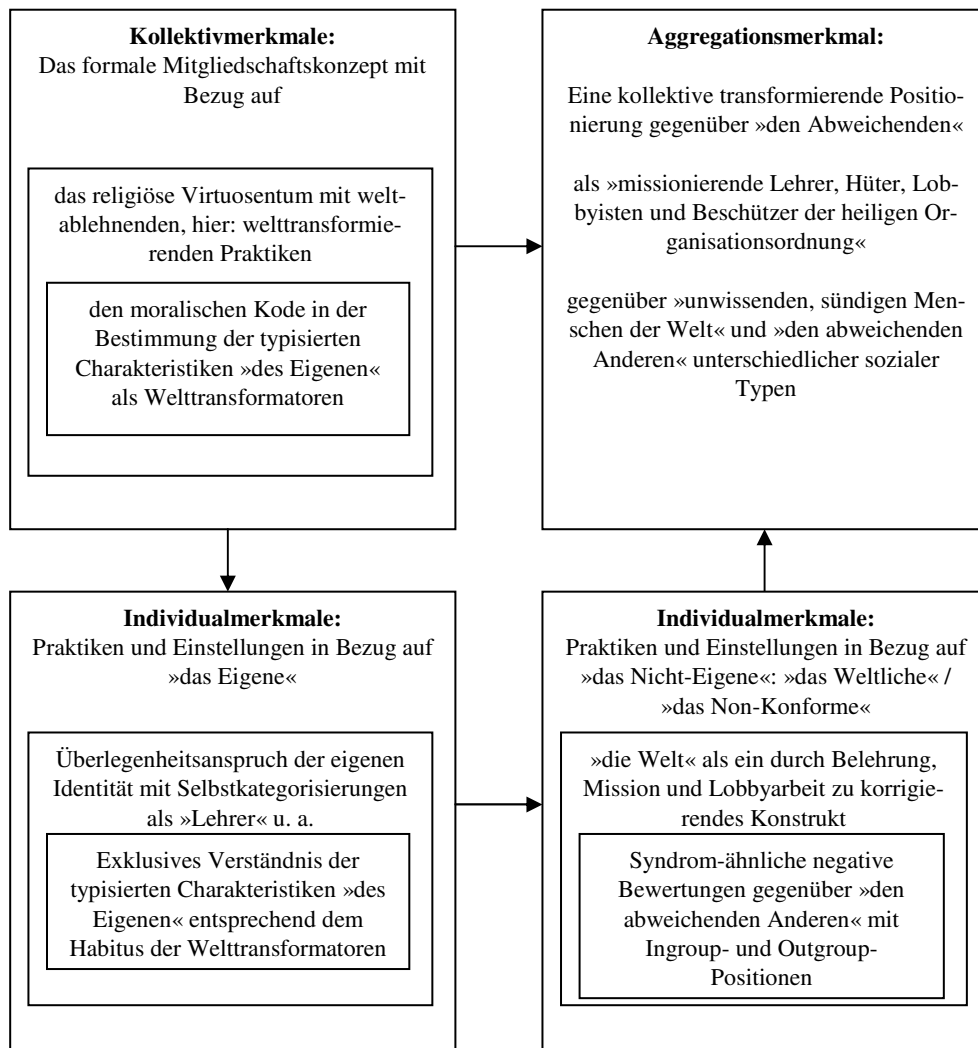 Kollektivmerkmale:
Das formale Mitgliedschaftskonzept mit
Bezug auf
das religiöse Virtuosentum mit welt-
ablehnenden, hier: welttransformie-
renden Praktiken
den moralischen Kode in der
Bestimmung der typisierten
Charakteristiken »des Eigenen«
als Welttransformatoren
Aggregationsmerkmal:
Eine kollektive transformierende Positio-
nierung gegenüber »den Abweichenden«
als »missionierende Lehrer, Hüter, Lob-
byisten und Beschützer der heiligen Or-
ganisationsordnung«
gegenüber »unwissenden, sündigen Men-
schen der Welt« und »den abweichenden
Anderen« unterschiedlicher sozialer
Typen
Individualmerkmale:
Praktiken und Einstellungen in Bezug auf
»das Eigene«
Überlegenheitsanspruch der eigenen
Identität mit Selbstkategorisierungen
als »Lehrer« u. a.
Exklusives Verständnis der
typisierten Charakteristiken »des
Eigenen« entsprechend dem
Habitus der Welttransformatoren
Individualmerkmale:
Praktiken und Einstellungen in Bezug auf
»das Nicht-Eigene«: »das Weltliche« /
»das Non-Konforme«
»die Welt« als ein durch Belehrung,
Mission und Lobbyarbeit zu korrigie-
rendes Konstrukt
Syndrom-ähnliche negative
Bewertungen gegenüber »den
abweichenden Anderen« mit
Ingroup- und Outgroup-
Positionen